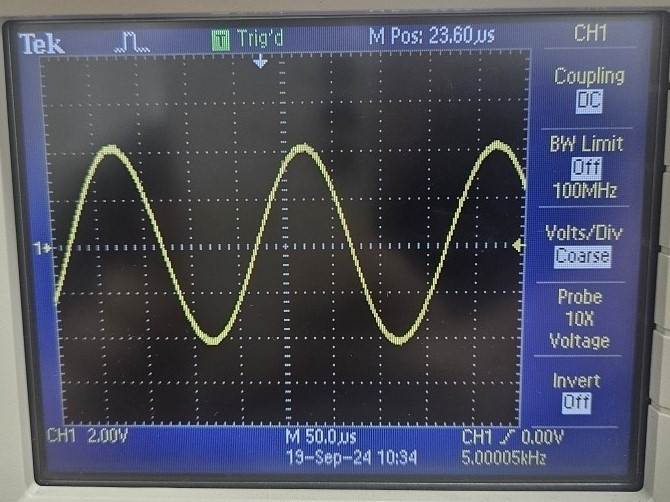 Tek T Trig'd M Pos: 23.60µs CH1
Coupling
DC
BW Limit
Off
100MHz
1
Volts/Div
Coarse
Probe
10X
Voltage
Invert
Off
CH1 2.00V M 50.0µs CH1 0.00V
19-Sep-24 10:34 5.00005kHz